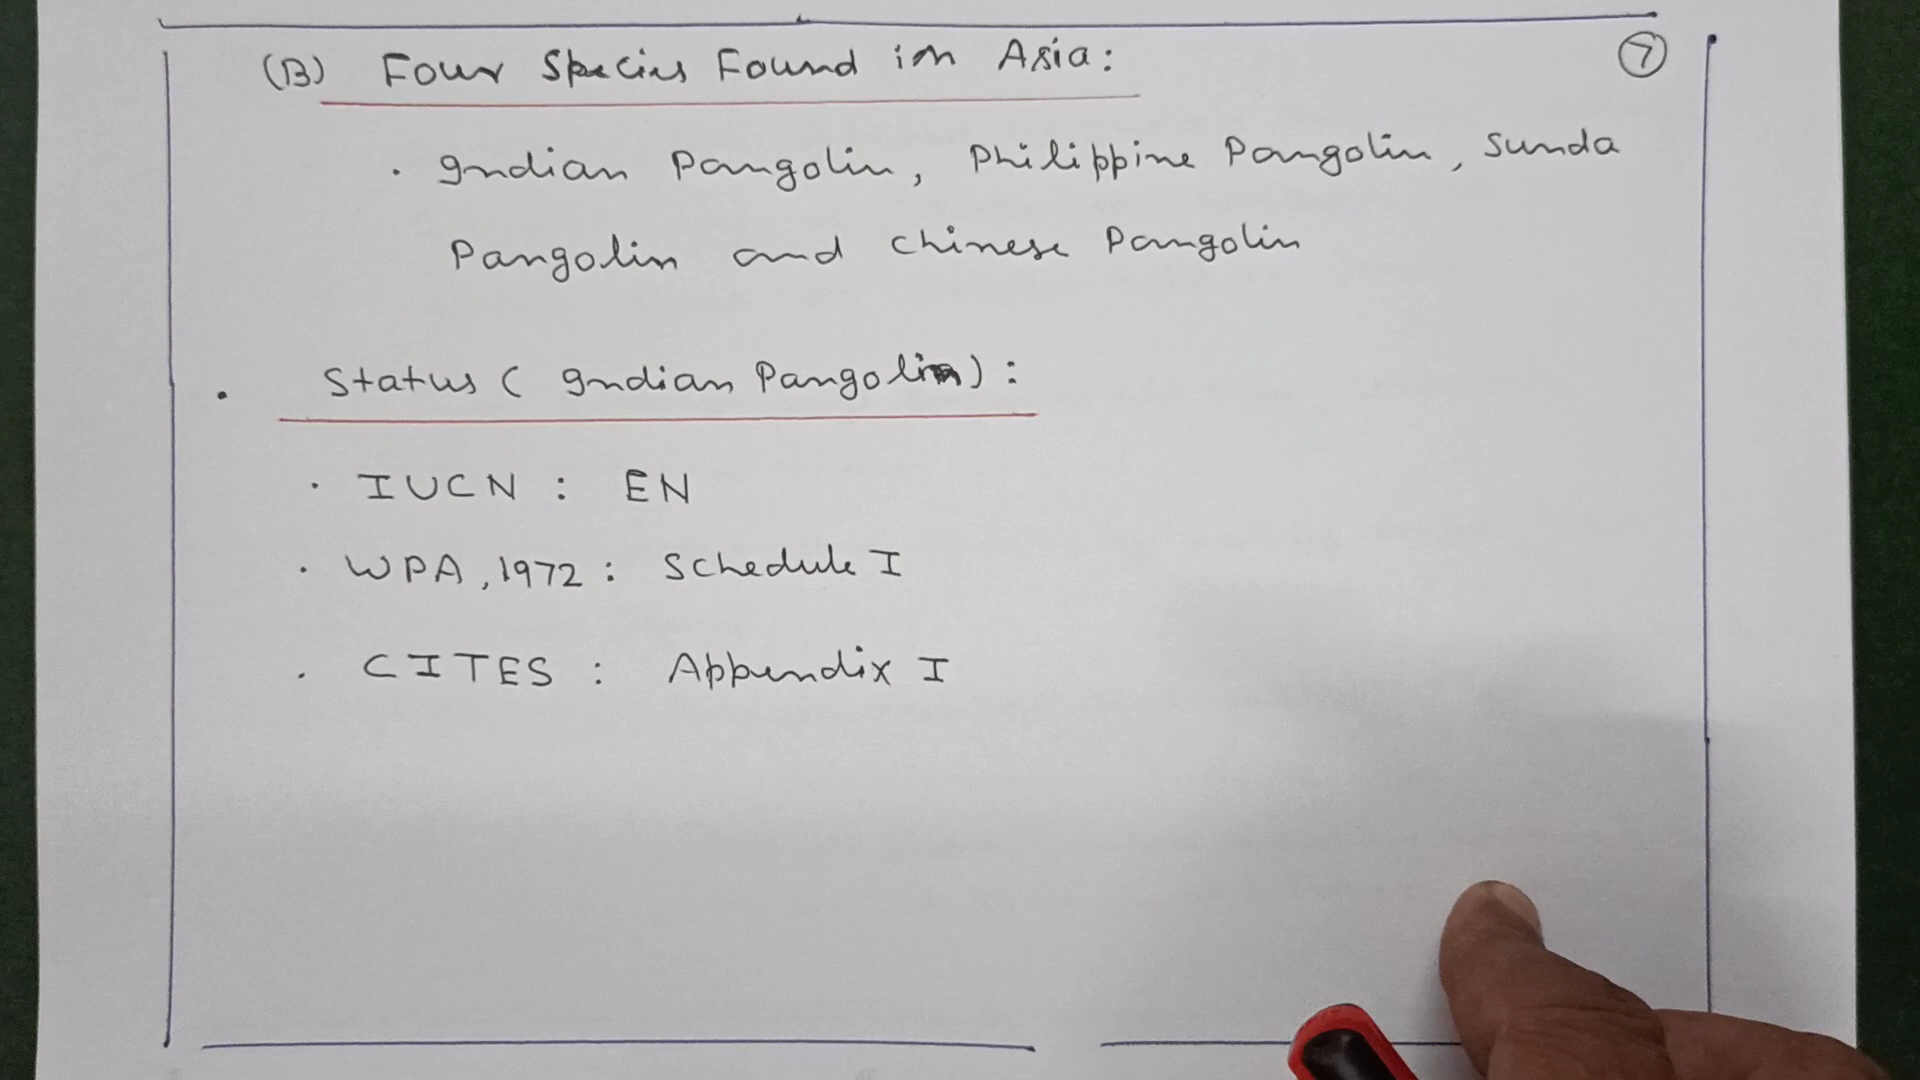 (B) Four Species Found in Asia: 7
. Indian Pangolin, Philippine Pangolin, Sunda
Pangolin and Chinese Pangolin
. Status ( Indian Pangolin) :
. IUCN : EN
. WPA, 1972 : Schedule I
. CITES : Appendix I